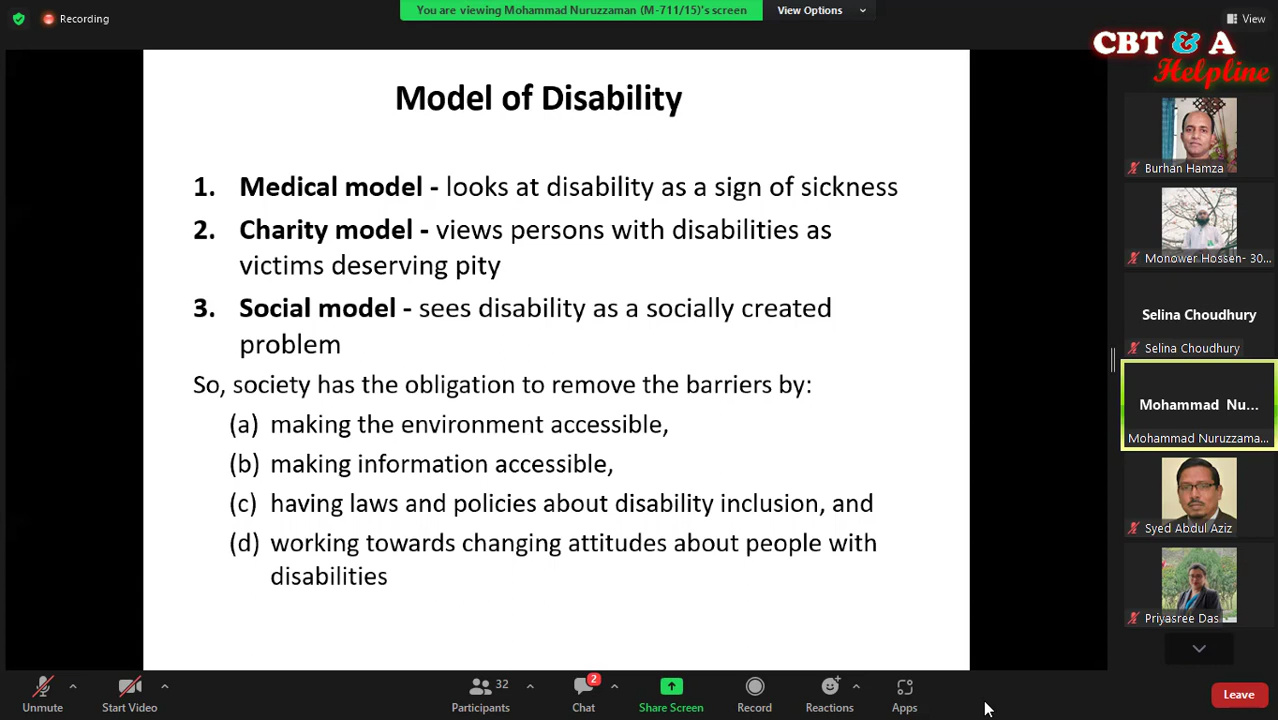 Recording
You are viewing Mohammad Nuruzzaman (M-711/15)'s screen
View Options
View
CBT & A
Helpline
Model of Disability
1. Medical model - looks at disability as a sign of sickness
2. Charity model - views persons with disabilities as
victims deserving pity
3. Social model - sees disability as a socially created
problem
So, society has the obligation to remove the barriers by:
(a) making the environment accessible,
(b) making information accessible,
(c) having laws and policies about disability inclusion, and
(d) working towards changing attitudes about people with
disabilities
Burhan Hamza
Monower Hossen- 30...
Selina Choudhury
Selina Choudhury
Mohammad Nu...
Mohammad Nuruzzama...
Syed Abdul Aziz
Priyasree Das
Unmute
Start Video
32
Participants
2
Chat
Share Screen
Record
Reactions
Apps
Leave